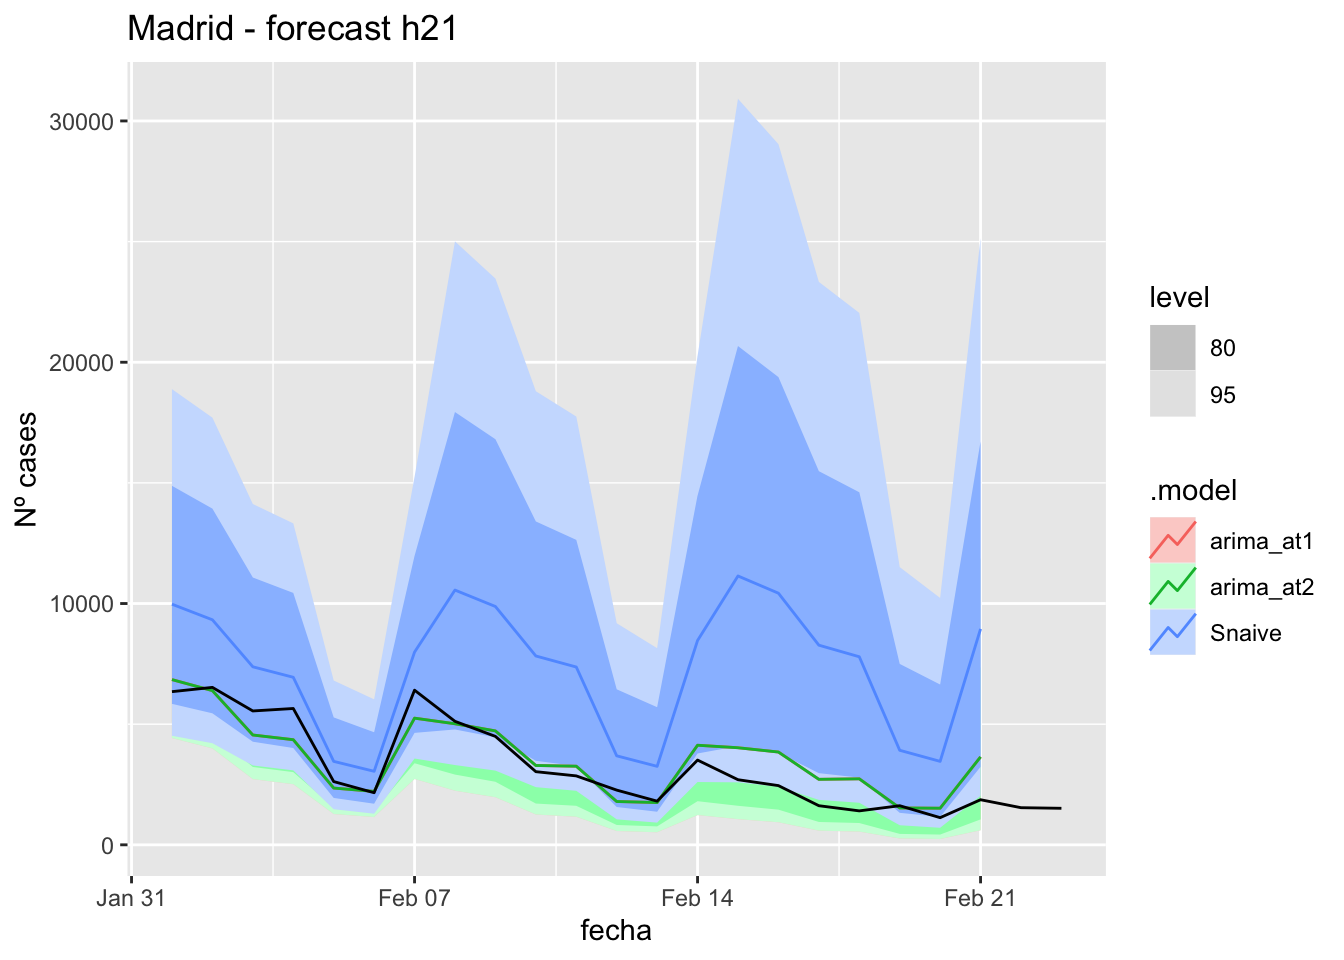 Madrid - forecast h21
30000
20000
10000
0
Nº cases
Jan 31
Feb 07
Feb 14
Feb 21
fecha
level
80
95
.model
arima_at1
arima_at2
Snaive